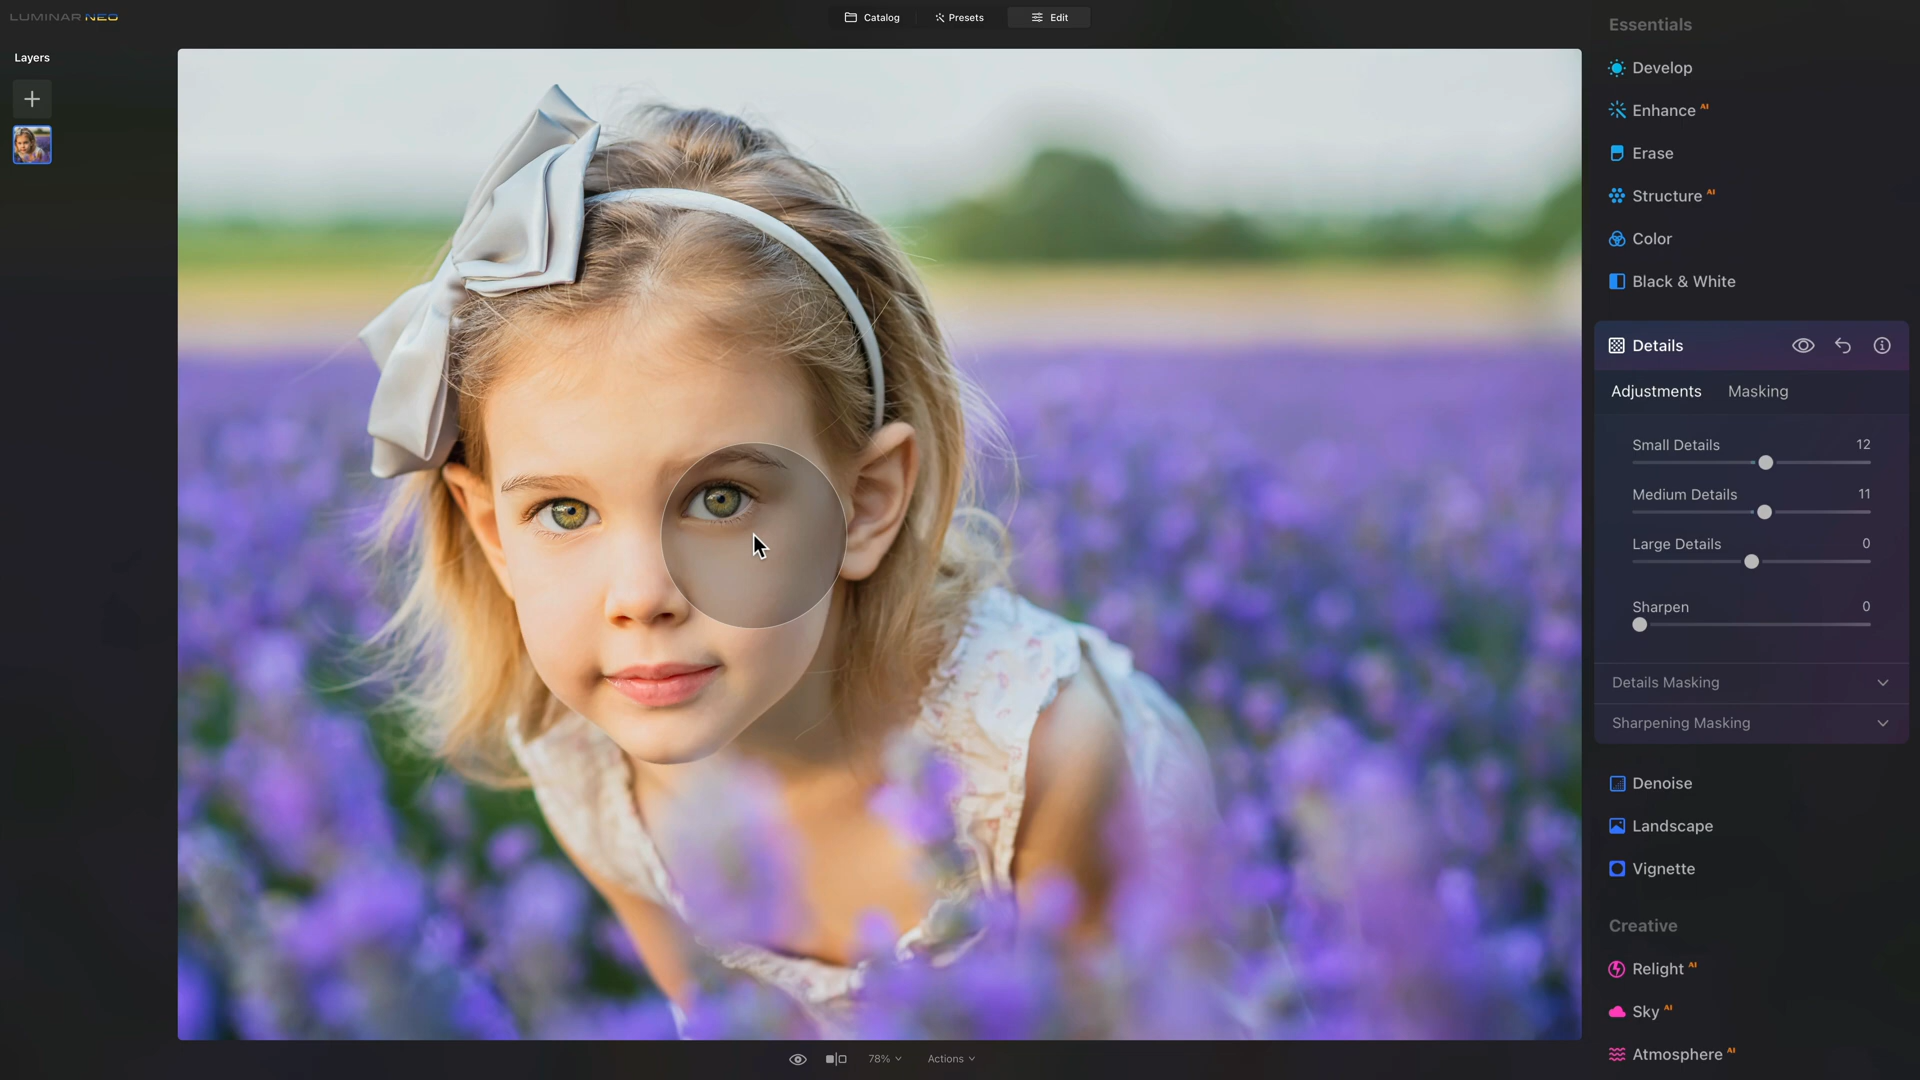 LUMINAR NEO
Catalog
Presets
Edit
Layers
Essentials
Develop
Enhance AI
Erase
Structure AI
Color
Black & White
Details
Adjustments Masking
Small Details 12
Medium Details 11
Large Details 0
Sharpen 0
Details Masking
Sharpening Masking
Denoise
Landscape
Vignette
Creative
Relight AI
Sky AI
Atmosphere AI
78%
Actions